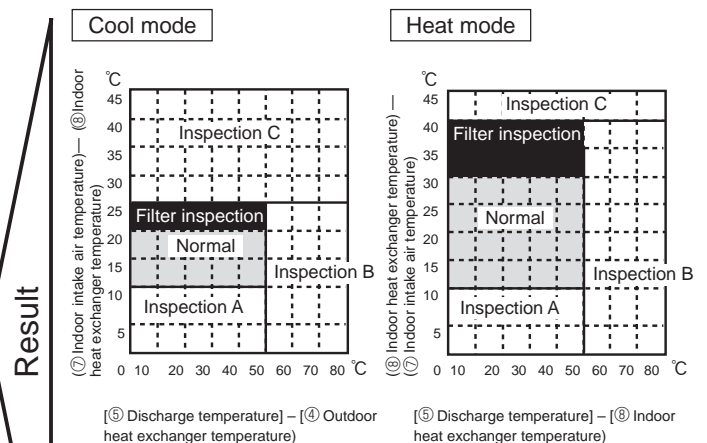 Cool mode
Heat mode
Result
(⑦Indoor intake air temperature)— (⑧Indoor
heat exchanger temperature)
℃
45
40
35
30
25
20
15
10
5
0 10 20 30 40 50 60 70 80 ℃
Inspection C
Filter inspection
Normal
Inspection B
Inspection A
[⑤ Discharge temperature] – [④ Outdoor
heat exchanger temperature)
(⑧ Indoor heat exchanger temperature) —
(⑦ Indoor intake air temperature)
℃
45
40
35
30
25
20
15
10
5
0 10 20 30 40 50 60 70 80 ℃
Inspection C
Filter inspection
Normal
Inspection B
Inspection A
[⑤ Discharge temperature] – [⑧ Indoor
heat exchanger temperature)